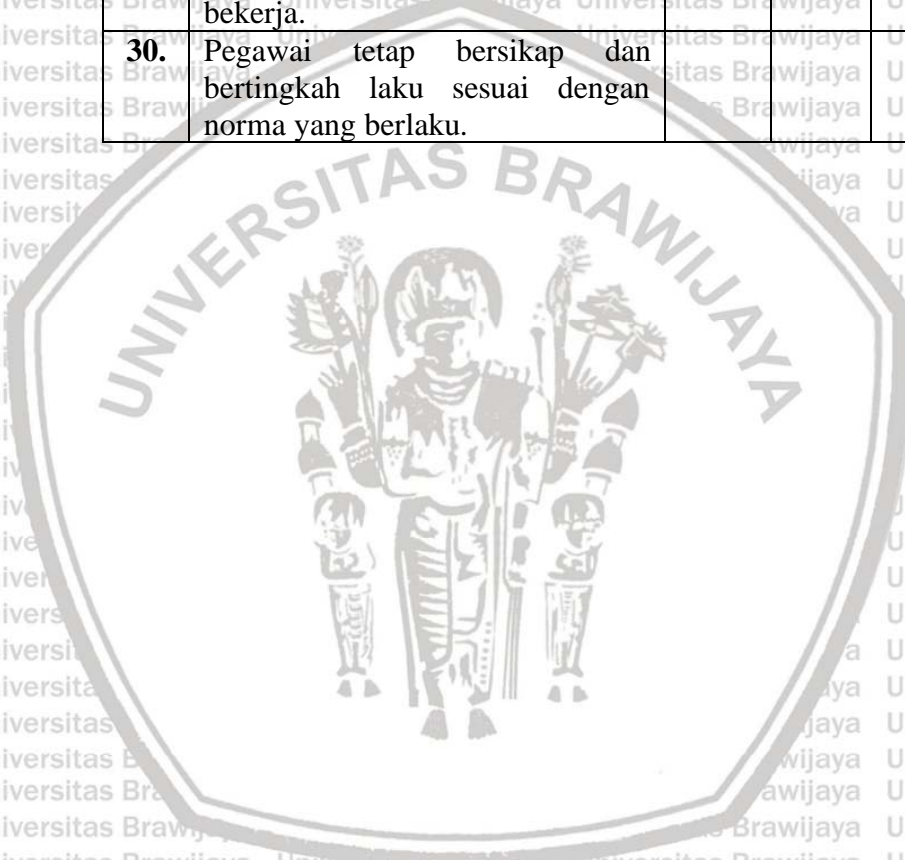 bekerja.
30. Pegawai tetap bersikap dan
bertingkah laku sesuai dengan
norma yang berlaku.
UNIVERSITAS BRAWIJAYA